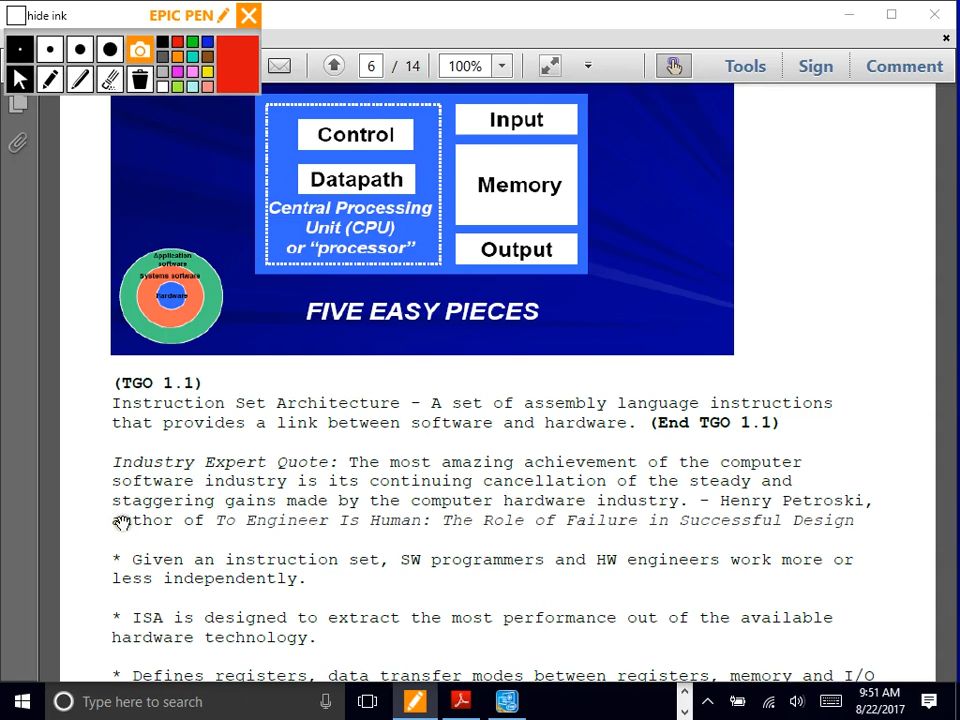 hide ink
EPIC PEN
6 / 14
100%
Tools
Sign
Comment
Control
Datapath
Central Processing
Unit (CPU)
or “processor”
Input
Memory
Output
Application
software
Systems software
Hardware
FIVE EASY PIECES
(TGO 1.1)
Instruction Set Architecture - A set of assembly language instructions
that provides a link between software and hardware. (End TGO 1.1)
Industry Expert Quote: The most amazing achievement of the computer
software industry is its continuing cancellation of the steady and
staggering gains made by the computer hardware industry. - Henry Petroski,
author of To Engineer Is Human: The Role of Failure in Successful Design
* Given an instruction set, SW programmers and HW engineers work more or
less independently.
* ISA is designed to extract the most performance out of the available
hardware technology.
* Defines registers, data transfer modes between registers, memory and I/O
Type here to search
9:51 AM
8/22/2017